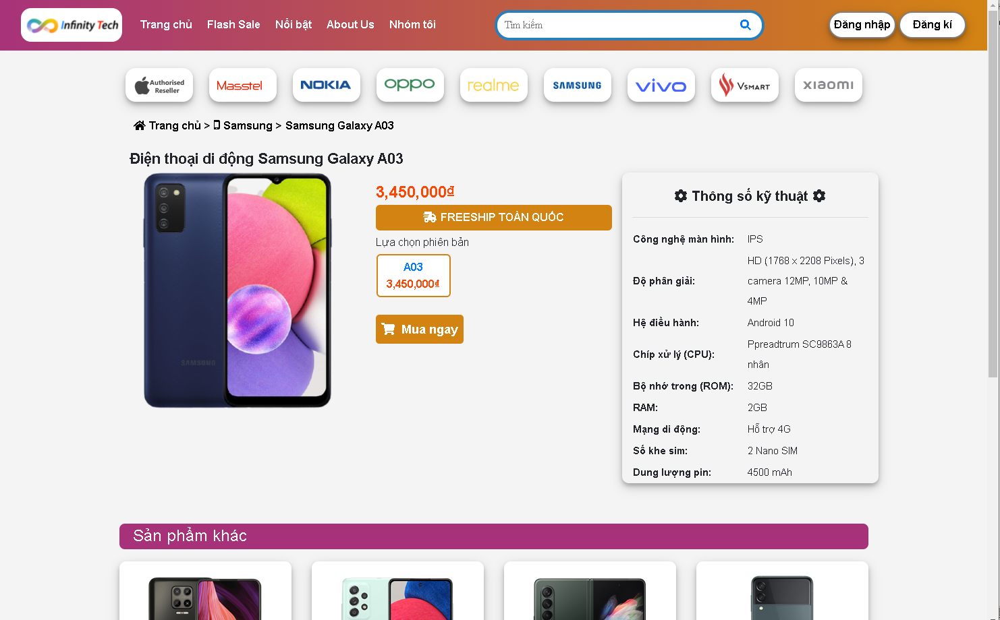 Infinity Tech
Trang chủ
Flash Sale
Nổi bật
About Us
Nhóm tôi
Tìm kiếm
Đăng nhập
Đăng kí
Authorised
Reseller
Masstel
NOKIA
oppo
realme
SAMSUNG
vivo
VSMART
XIAOMI
Trang chủ > Samsung > Samsung Galaxy A03
Điện thoại di động Samsung Galaxy A03
SAMSUNG
3,450,000₫
FREESHIP TOÀN QUỐC
Lựa chọn phiên bản
A03
3,450,000₫
Mua ngay
Thông số kỹ thuật
Công nghệ màn hình: IPS
Độ phân giải: HD (1768 x 2208 Pixels), 3
camera 12MP, 10MP &
4MP
Hệ điều hành: Android 10
Chíp xử lý (CPU): Ppreadtrum SC9863A 8
nhân
Bộ nhớ trong (ROM): 32GB
RAM: 2GB
Mạng di động: Hỗ trợ 4G
Số khe sim: 2 Nano SIM
Dung lượng pin: 4500 mAh
Sản phẩm khác